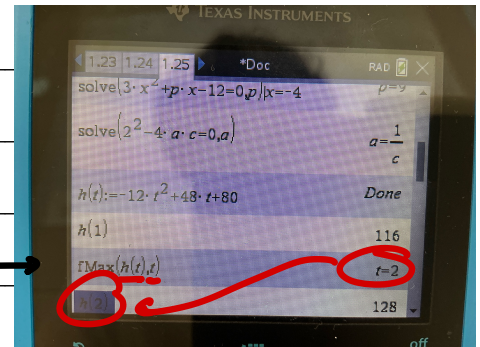 TEXAS INSTRUMENTS
1.23 1.24 1.25 *Doc RAD
solve(3·x²+p·x-12=0,p)|x=-4 p=9
solve(2²-4·a·c=0,a) a=1/c
h(t):=-12·t²+48·t+80 Done
h(1) 116
fMax(h(t),t) t=2
h(2) 128
off